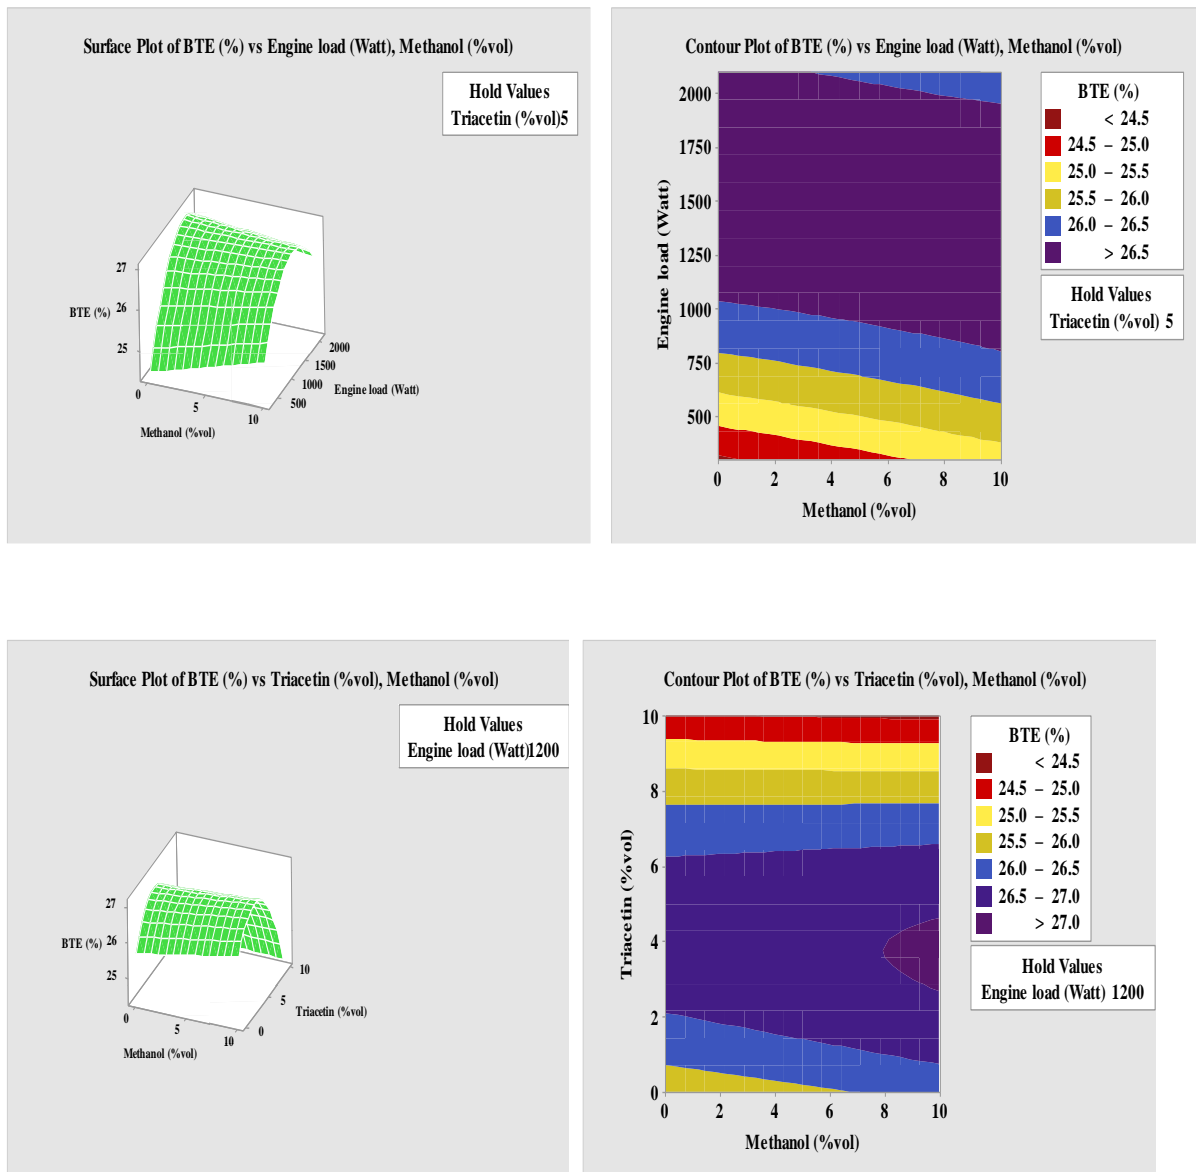 Surface Plot of BTE (%) vs Engine load (Watt), Methanol (%vol)
Hold Values
Triacetin (%vol)5
27
BTE (%)
26
25
0
5
10
Methanol (%vol)
500
1000
1500
2000
Engine load (Watt)
Contour Plot of BTE (%) vs Engine load (Watt), Methanol (%vol)
Engine load (Watt)
2000
1750
1500
1250
1000
750
500
0 2 4 6 8 10
Methanol (%vol)
BTE (%)
< 24.5
24.5 – 25.0
25.0 – 25.5
25.5 – 26.0
26.0 – 26.5
> 26.5
Hold Values
Triacetin (%vol) 5
Surface Plot of BTE (%) vs Triacetin (%vol), Methanol (%vol)
Hold Values
Engine load (Watt)1200
27
BTE (%)
26
25
0
5
10
Methanol (%vol)
0
5
10
Triacetin (%vol)
Contour Plot of BTE (%) vs Triacetin (%vol), Methanol (%vol)
Triacetin (%vol)
10
8
6
4
2
0
0 2 4 6 8 10
Methanol (%vol)
BTE (%)
< 24.5
24.5 – 25.0
25.0 – 25.5
25.5 – 26.0
26.0 – 26.5
26.5 – 27.0
> 27.0
Hold Values
Engine load (Watt) 1200